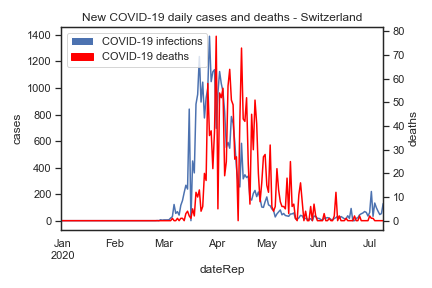 New COVID-19 daily cases and deaths - Switzerland
COVID-19 infections
COVID-19 deaths
1400
1200
1000
800
600
400
200
0
cases
80
70
60
50
40
30
20
10
0
deaths
Jan Feb Mar Apr May Jun Jul
2020
dateRep